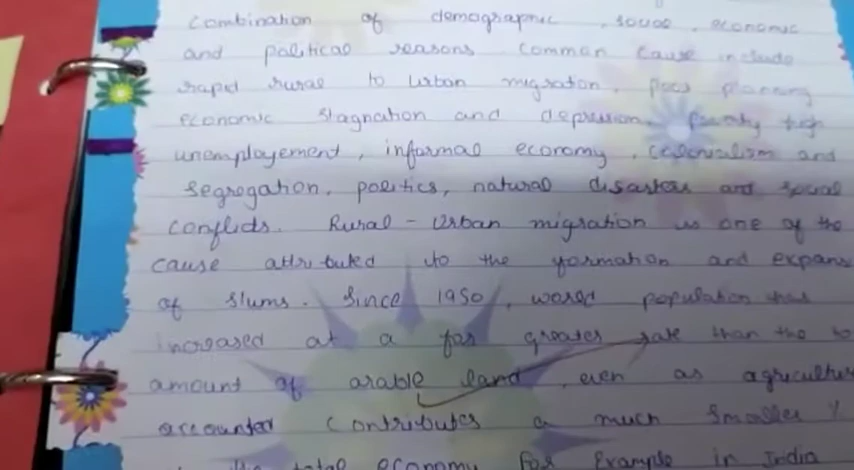 combination of demographic, social, economic
and political reasons common cause include
rapid rural to urban migration, poor planning
economic stagnation and depression, poverty high
unemployement, informal economy, colonialism and
segregation, politics, natural disasters and social
conflicts. Rural-Urban migration is one of the
cause attributed to the formation and expans
of slums. Since 1950, world population has
increased at a far greater rate than the to
amount of arable land, even as agricultur
accounted contributes a much smaller
total economy for Example in India